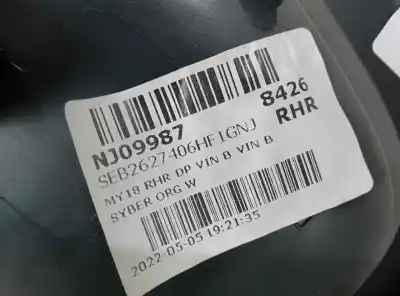 NJ09987
8426
SEB2627406HF1GNJ
RHR
MY18 RHR DP VIN B VIN B
SYBER ORG W
2022-05-05 19:21:35